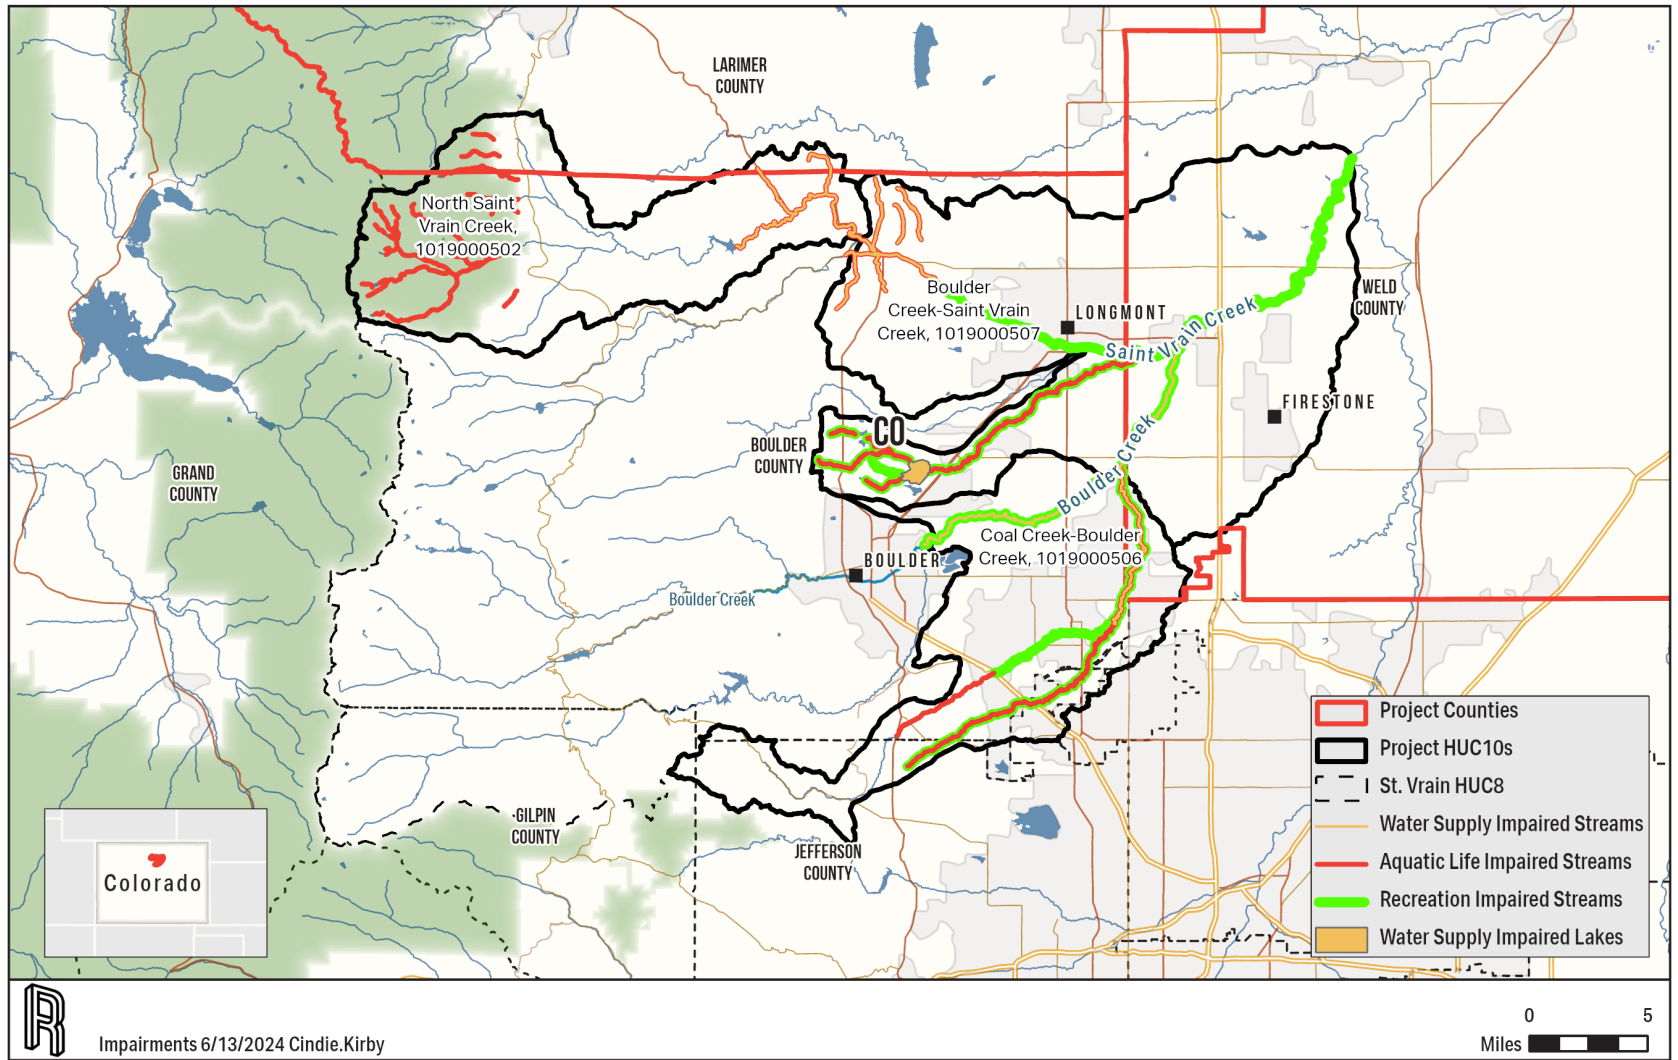 LARIMER
COUNTY
North Saint
Vrain Creek,
1019000502
Boulder
Creek-Saint Vrain
Creek, 1019000507
LONGMONT
WELD
COUNTY
Saint Vrain Creek
FIRESTONE
CO
BOULDER
COUNTY
GRAND
COUNTY
Boulder Creek
Coal Creek-Boulder
Creek, 1019000506
BOULDER
Boulder Creek
GILPIN
COUNTY
JEFFERSON
COUNTY
Colorado
Project Counties
Project HUC10s
St. Vrain HUC8
Water Supply Impaired Streams
Aquatic Life Impaired Streams
Recreation Impaired Streams
Water Supply Impaired Lakes
R
Impairments 6/13/2024 Cindie.Kirby
0 5
Miles